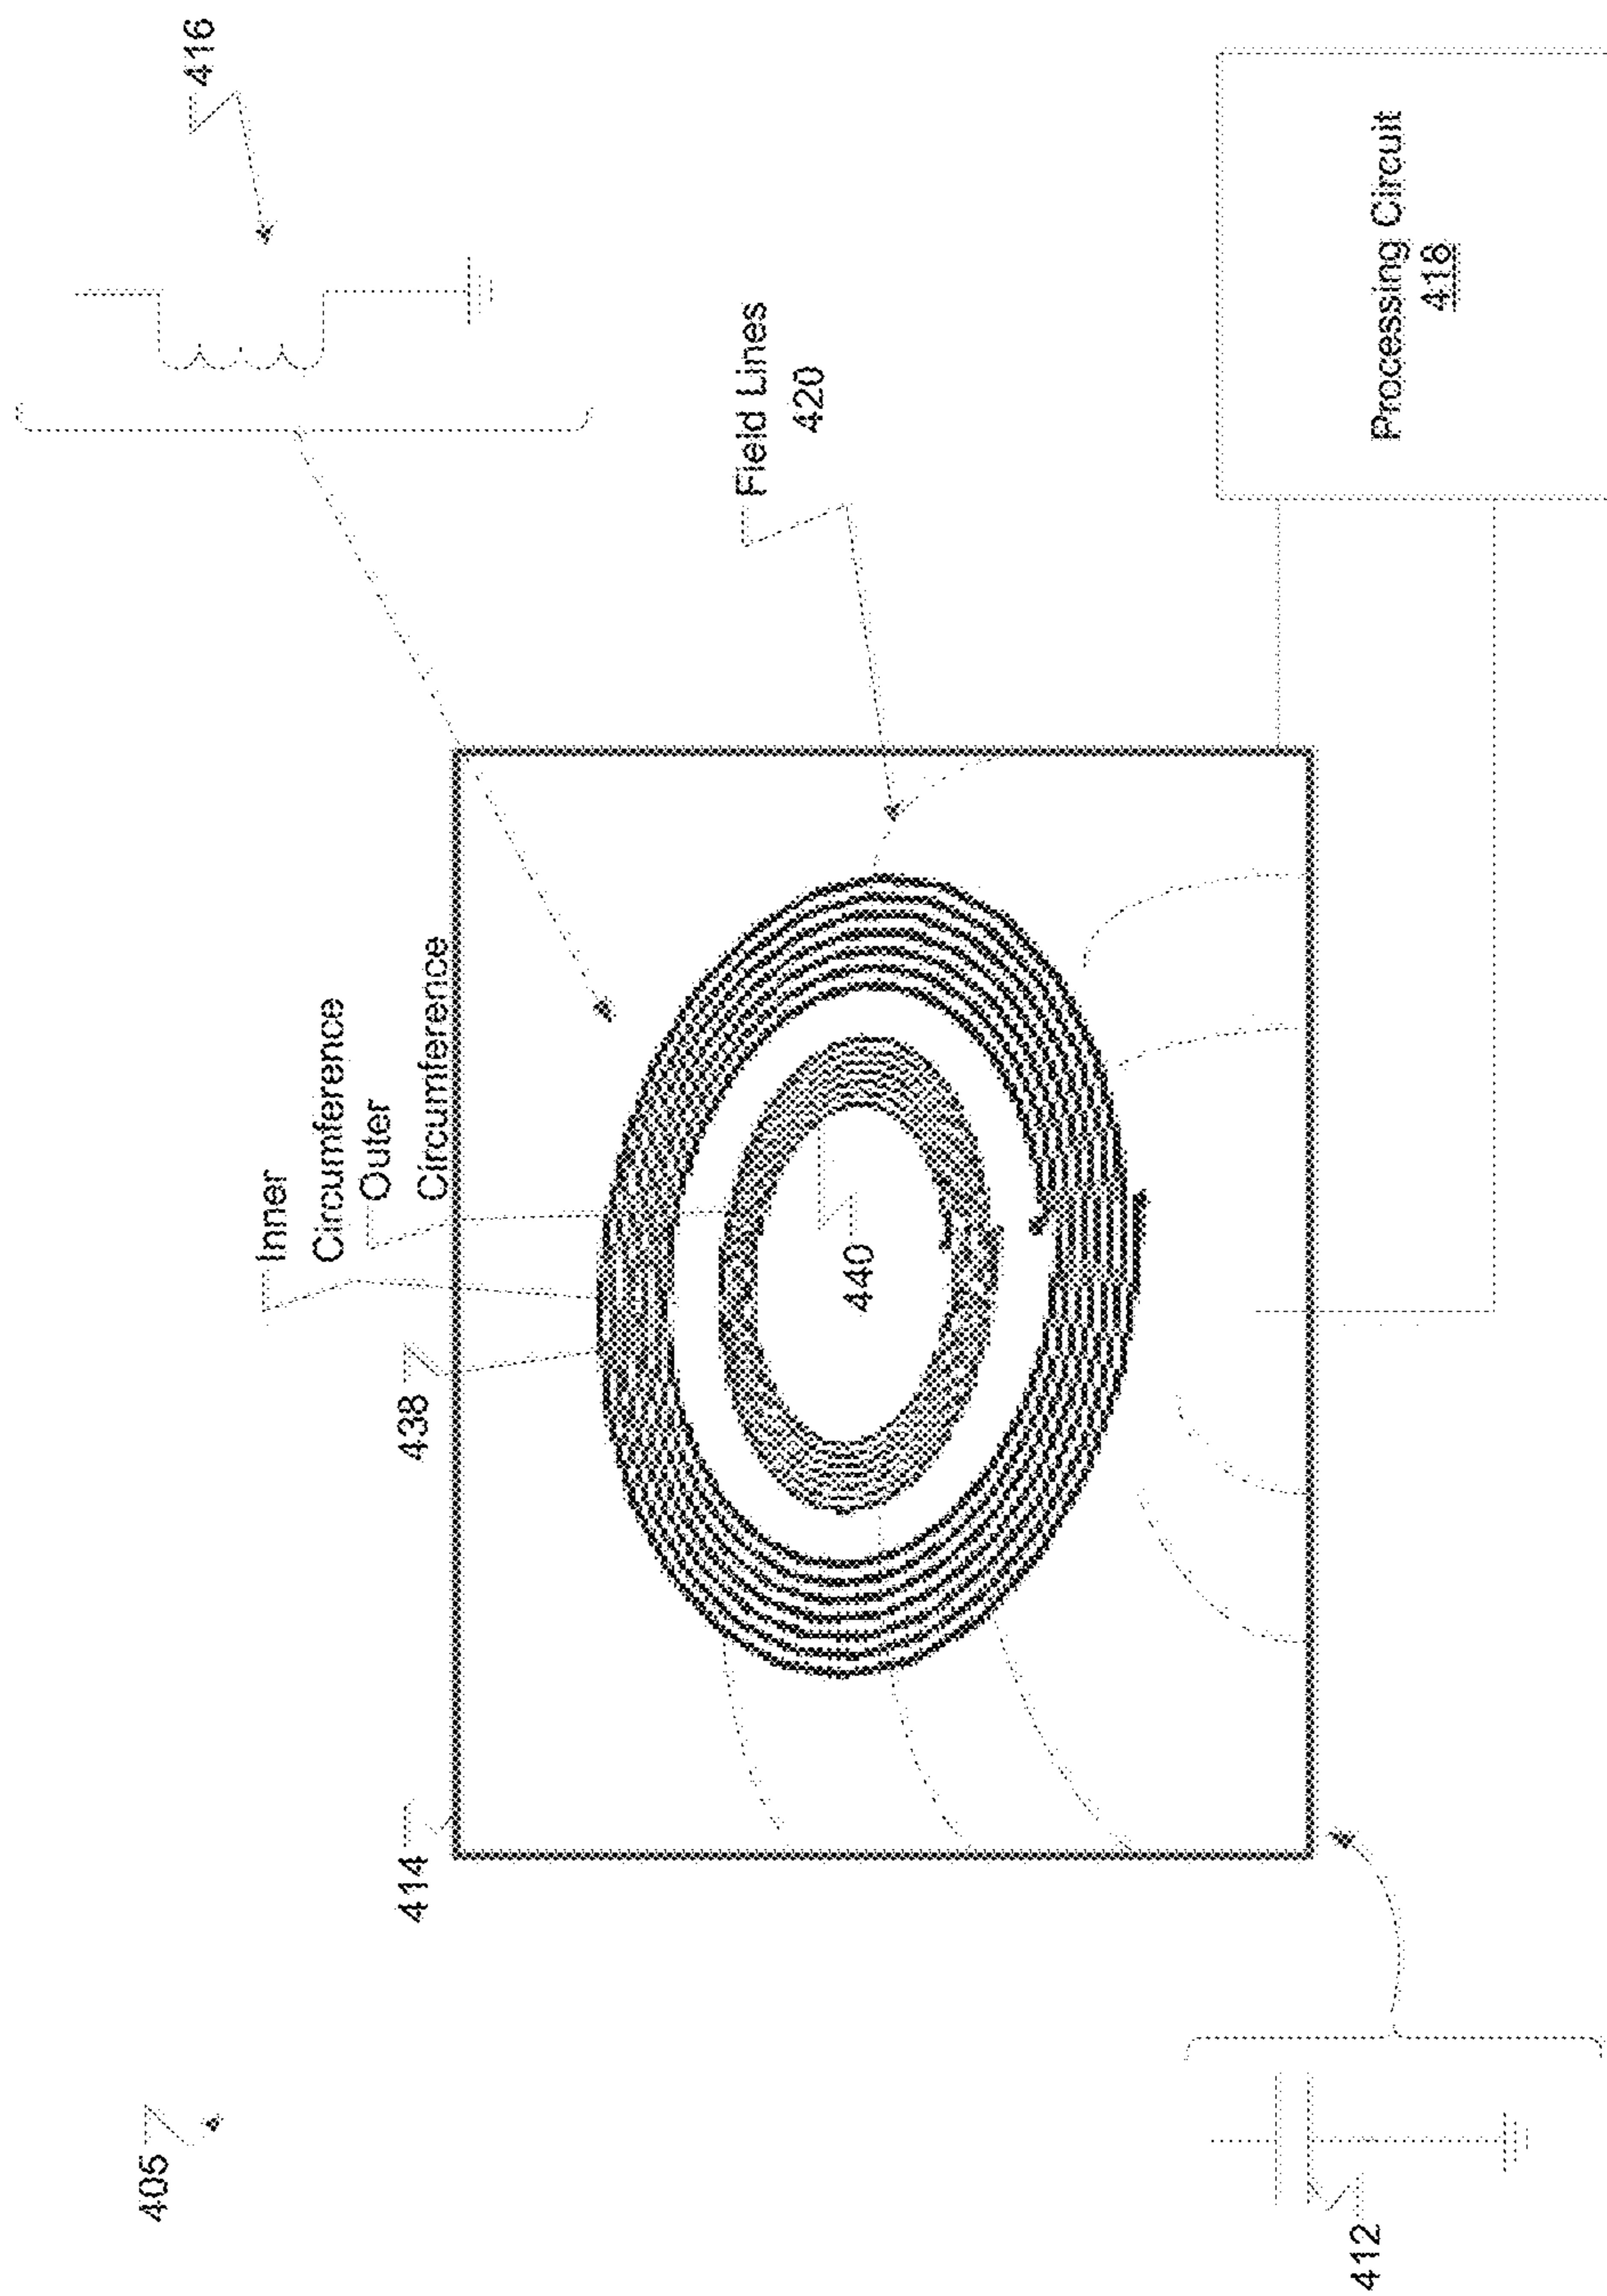 405
414
438
Inner
Circumference
Outer
Circumference
416
Field Lines
420
440
412
Processing Circuit
418